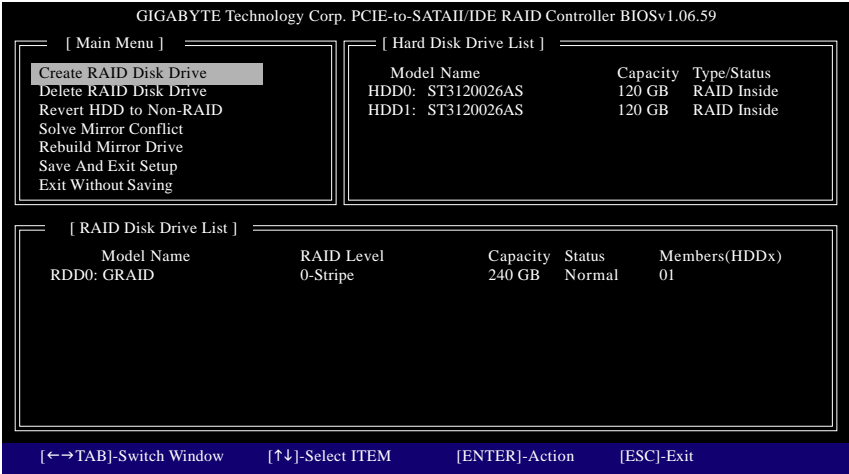 GIGABYTE Technology Corp. PCIE-to-SATAII/IDE RAID Controller BIOSv1.06.59
[ Main Menu ]
Create RAID Disk Drive
Delete RAID Disk Drive
Revert HDD to Non-RAID
Solve Mirror Conflict
Rebuild Mirror Drive
Save And Exit Setup
Exit Without Saving
[ Hard Disk Drive List ]
Model Name Capacity Type/Status
HDD0: ST3120026AS 120 GB RAID Inside
HDD1: ST3120026AS 120 GB RAID Inside
[ RAID Disk Drive List ]
Model Name RAID Level Capacity Status Members(HDDx)
RDD0: GRAID 0-Stripe 240 GB Normal 01
[←→TAB]-Switch Window [↑↓]-Select ITEM [ENTER]-Action [ESC]-Exit